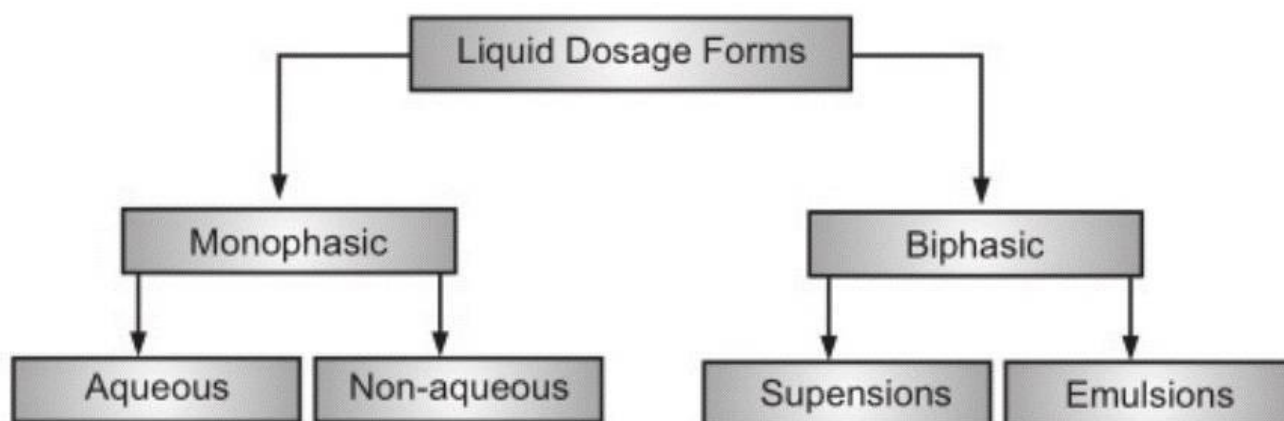 Liquid Dosage Forms
Monophasic
Biphasic
Aqueous
Non-aqueous
Supensions
Emulsions